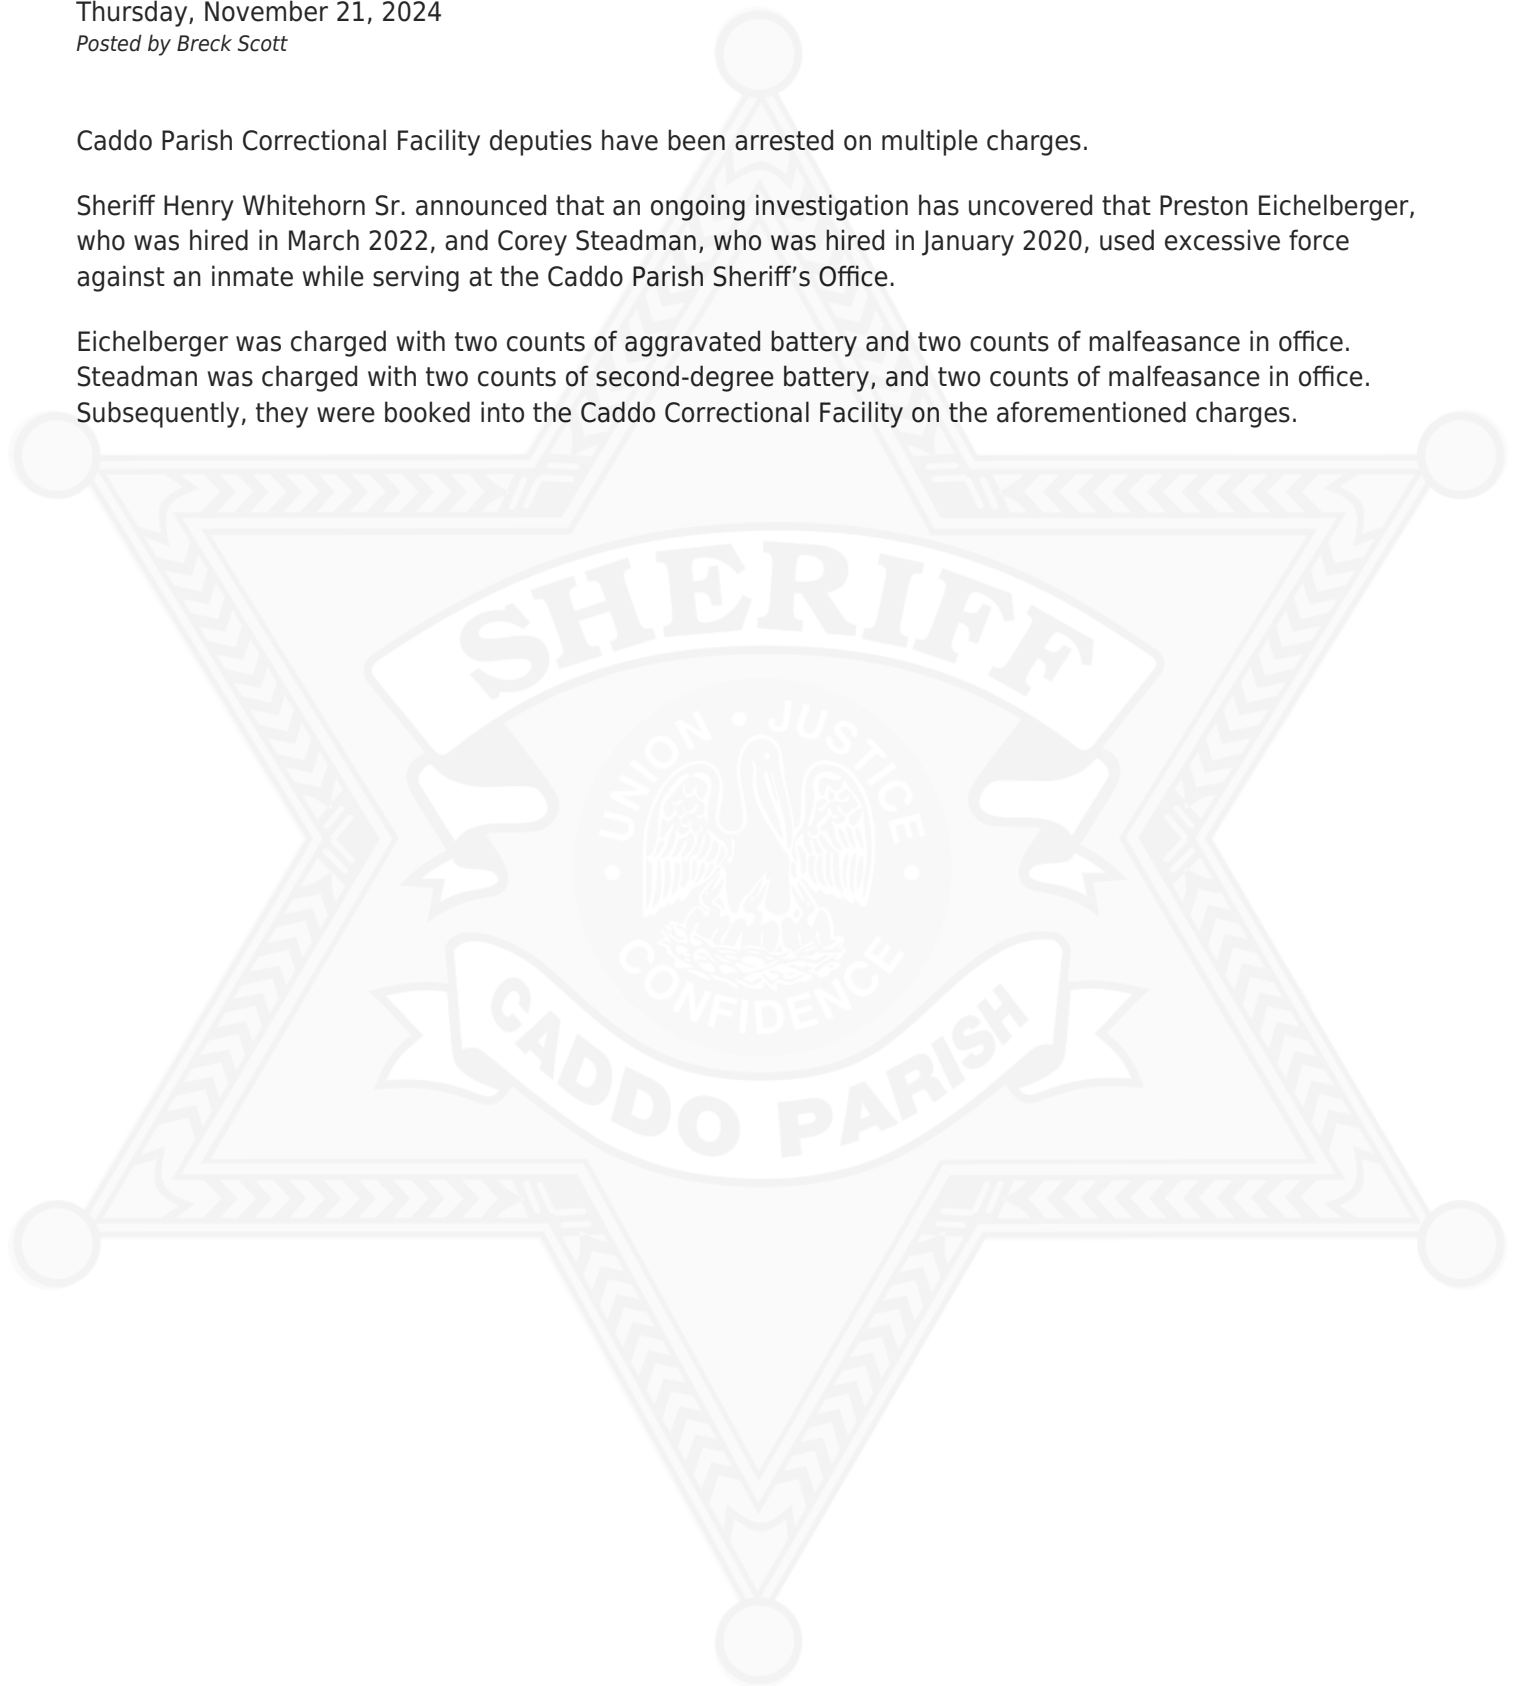 Thursday, November 21, 2024
Posted by Breck Scott
Caddo Parish Correctional Facility deputies have been arrested on multiple charges.
Sheriff Henry Whitehorn Sr. announced that an ongoing investigation has uncovered that Preston Eichelberger,
who was hired in March 2022, and Corey Steadman, who was hired in January 2020, used excessive force
against an inmate while serving at the Caddo Parish Sheriff’s Office.
Eichelberger was charged with two counts of aggravated battery and two counts of malfeasance in office.
Steadman was charged with two counts of second-degree battery, and two counts of malfeasance in office.
Subsequently, they were booked into the Caddo Correctional Facility on the aforementioned charges.
SHERIFF
UNION • JUSTICE
• CONFIDENCE •
CADDO PARISH